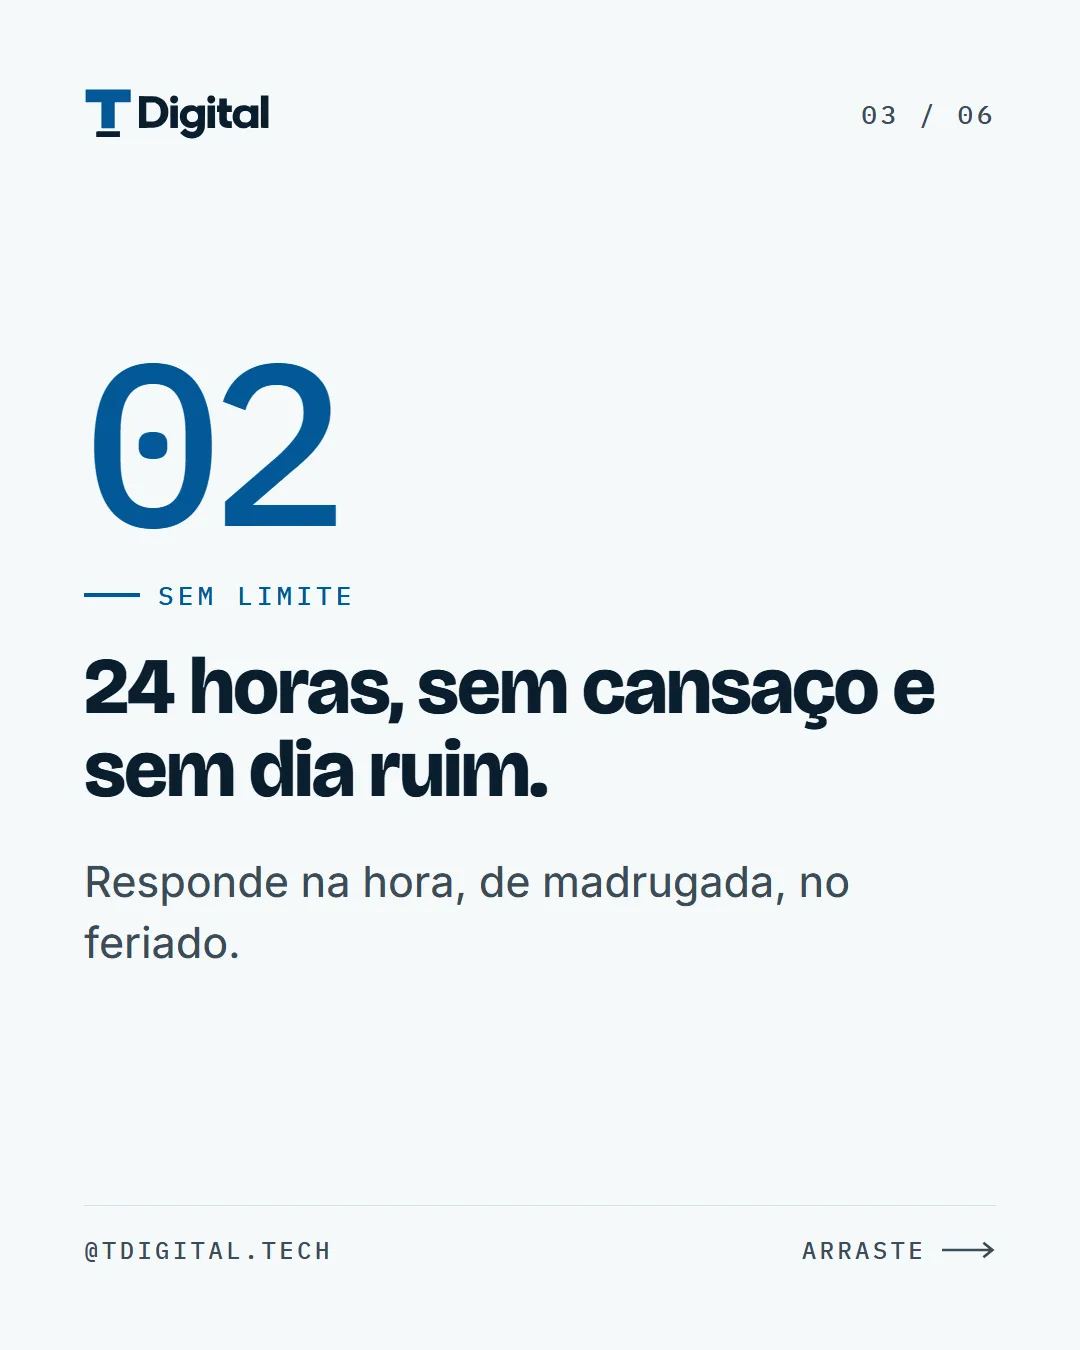 T Digital
03 / 06
02
SEM LIMITE
24 horas, sem cansaço e
sem dia ruim.
Responde na hora, de madrugada, no
feriado.
@TDIGITAL.TECH
ARRASTE